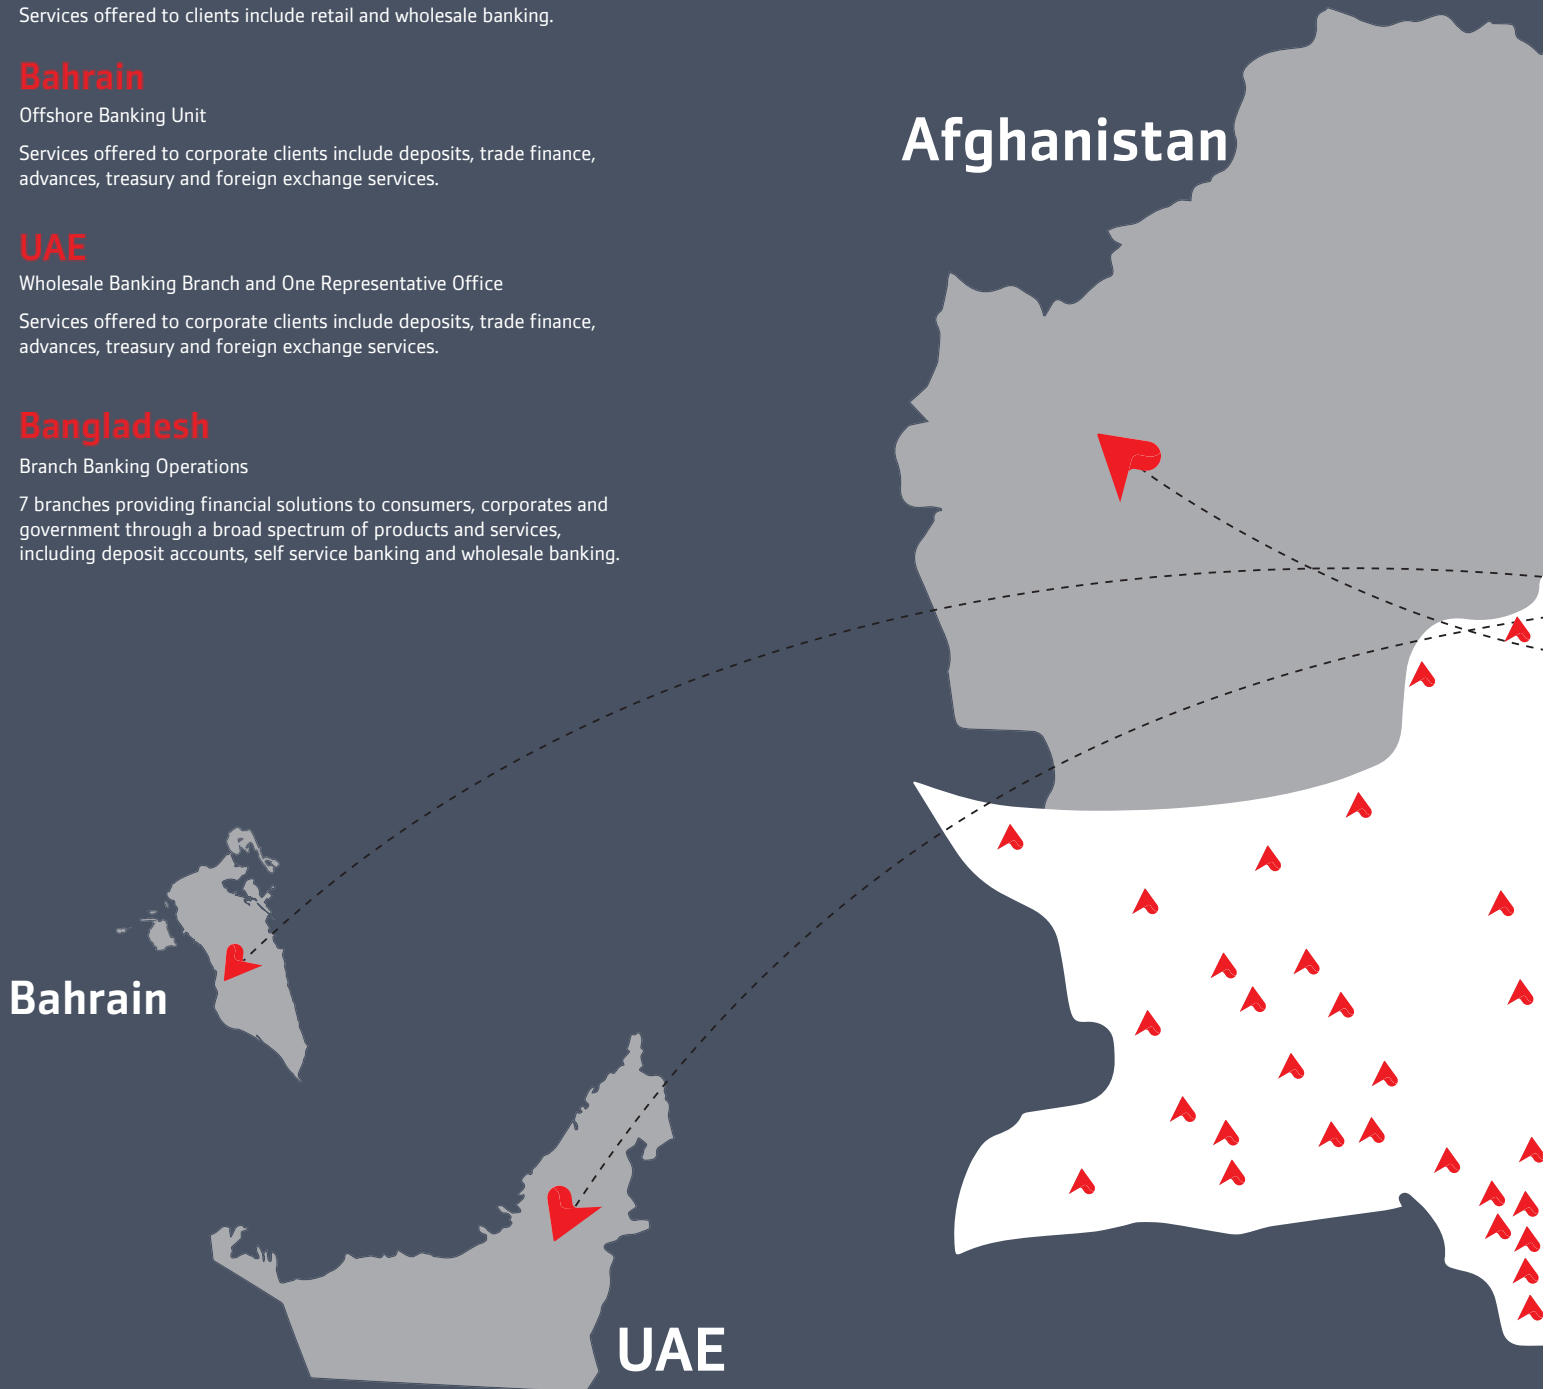 Services offered to clients include retail and wholesale banking.
Bahrain
Offshore Banking Unit
Services offered to corporate clients include deposits, trade finance,
advances, treasury and foreign exchange services.
UAE
Wholesale Banking Branch and One Representative Office
Services offered to corporate clients include deposits, trade finance,
advances, treasury and foreign exchange services.
Bangladesh
Branch Banking Operations
7 branches providing financial solutions to consumers, corporates and
government through a broad spectrum of products and services,
including deposit accounts, self service banking and wholesale banking.
Afghanistan
Bahrain
UAE